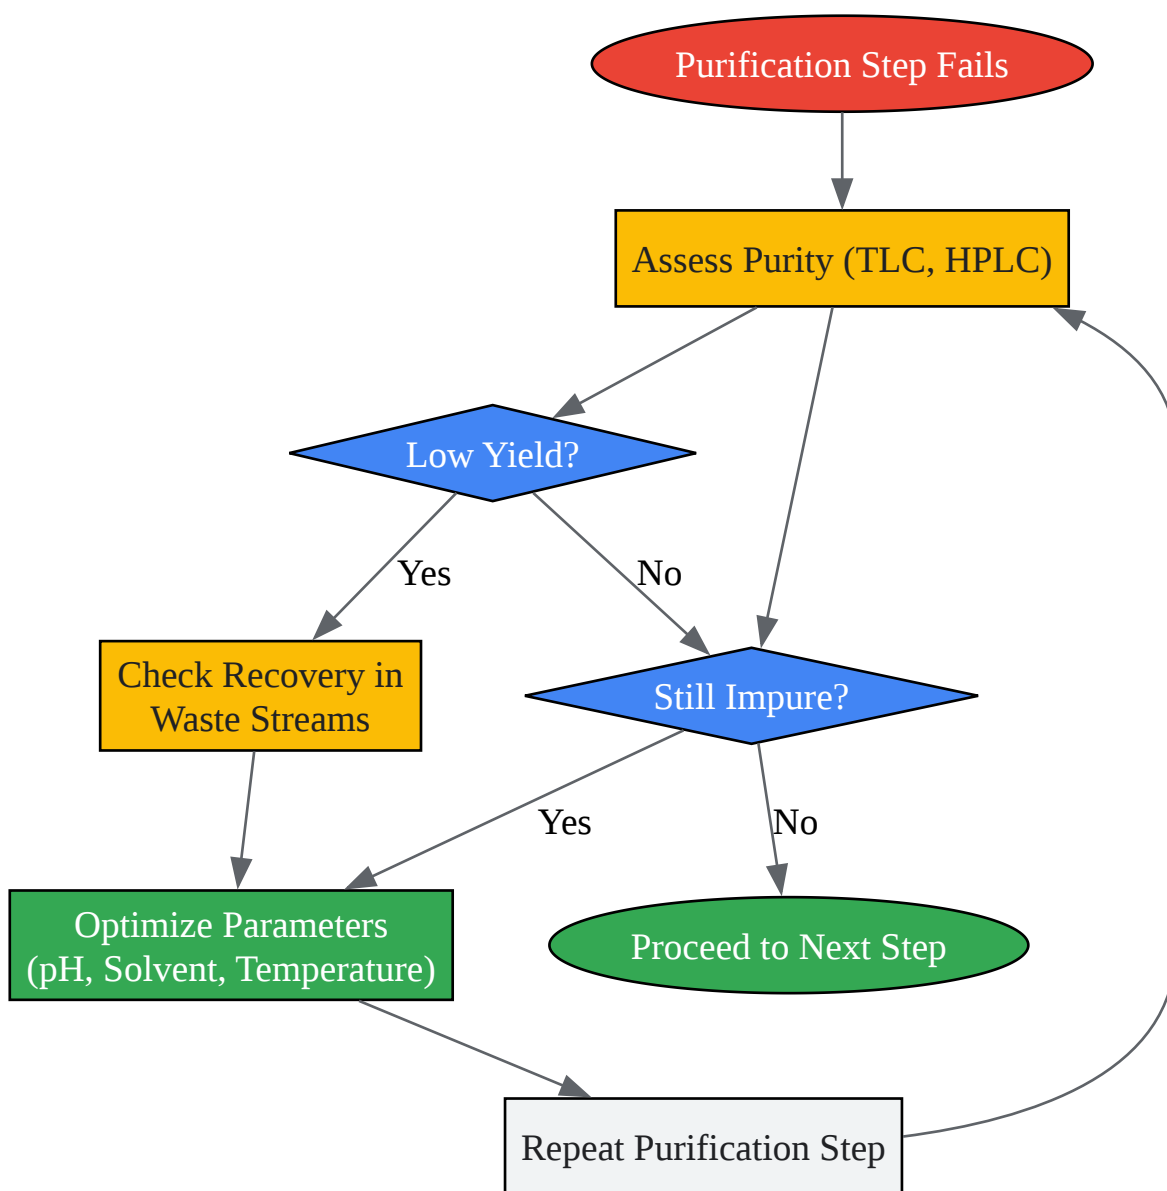 Purification Step Fails
Assess Purity (TLC, HPLC)
Low Yield?
Yes
No
Check Recovery in
Waste Streams
Still Impure?
Yes
No
Optimize Parameters
(pH, Solvent, Temperature)
Proceed to Next Step
Repeat Purification Step